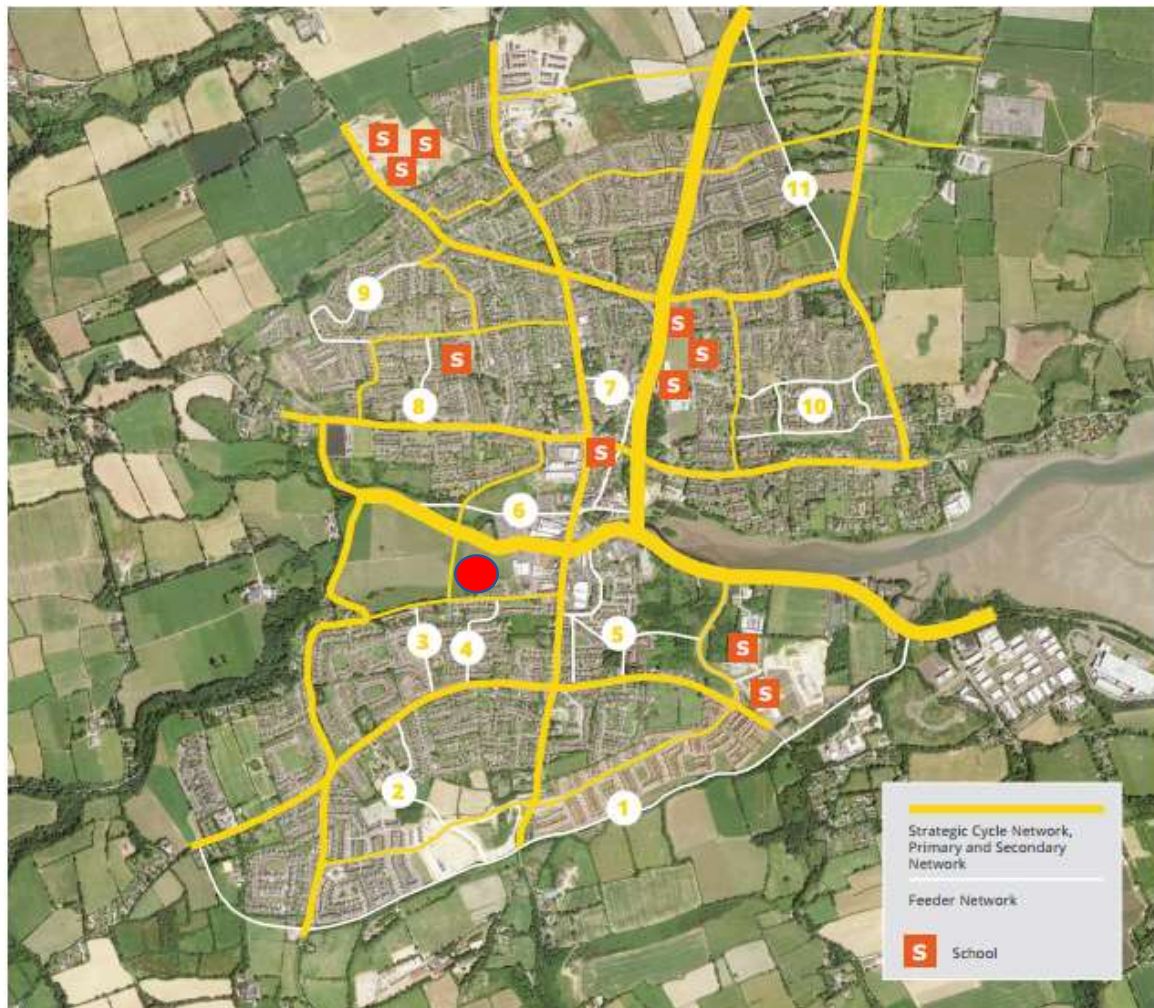 S
S
S
11
9
S
S
7
S
S
8
10
S
6
3
4
5
S
S
2
1
Strategic Cycle Network,
Primary and Secondary
Network
Feeder Network
S School